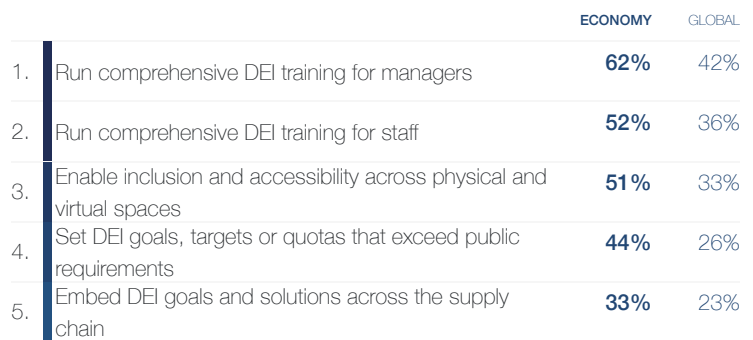 ECONOMY GLOBAL
1. Run comprehensive DEI training for managers 62% 42%
2. Run comprehensive DEI training for staff 52% 36%
3. Enable inclusion and accessibility across physical and 51% 33%
virtual spaces
4. Set DEI goals, targets or quotas that exceed public 44% 26%
requirements
5. Embed DEI goals and solutions across the supply 33% 23%
chain